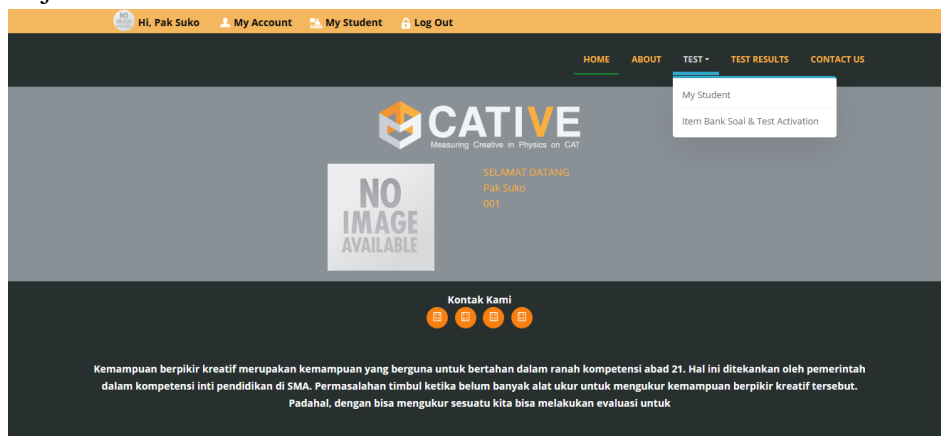 Hi, Pak Suko My Account My Student Log Out
HOME ABOUT TEST TEST RESULTS CONTACT US
My Student
Item Bank Soal & Test Activation
CATIVE
Measuring Creative in Physics on CAT
NO
IMAGE
AVAILABLE
SELAMAT DATANG
Pak Suko
001
Kontak Kami
Kemampuan berpikir kreatif merupakan kemampuan yang berguna untuk bertahan dalam ranah kompetensi abad 21. Hal ini ditekankan oleh pemerintah
dalam kompetensi inti pendidikan di SMA. Permasalahan timbul ketika belum banyak alat ukur untuk mengukur kemampuan berpikir kreatif tersebut.
Padahal, dengan bisa mengukur sesuatu kita bisa melakukan evaluasi untuk